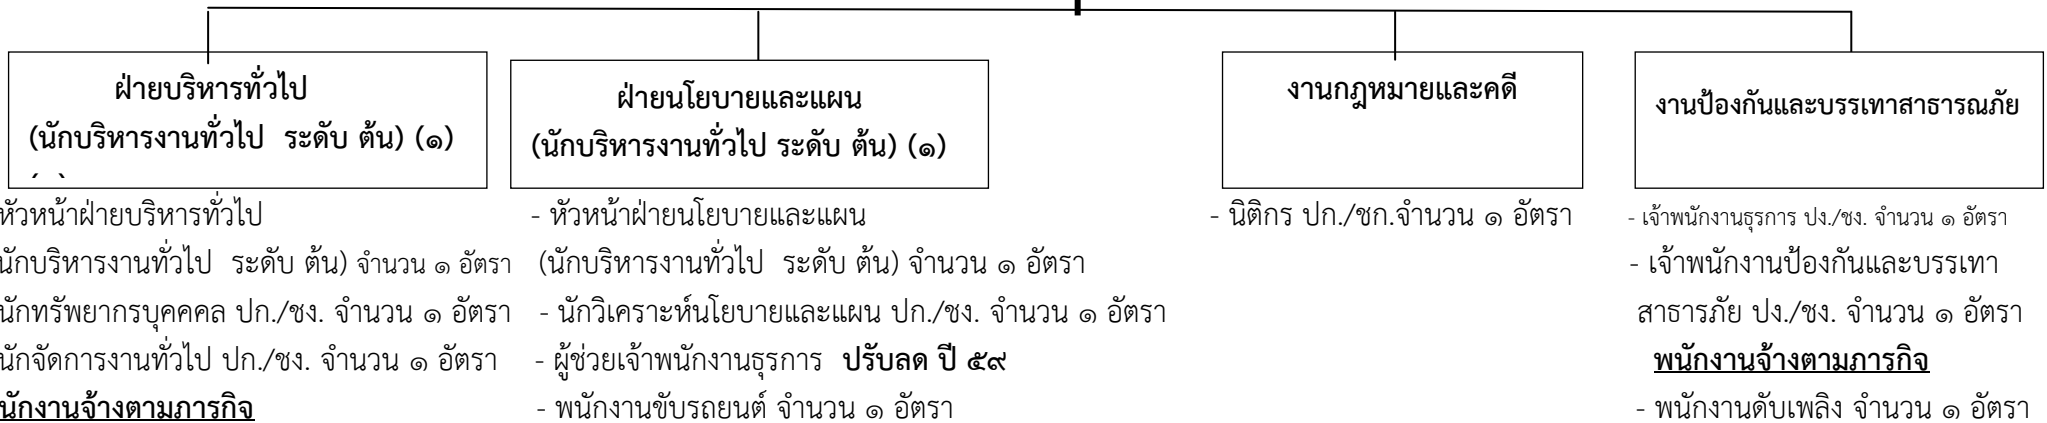 ฝ่ายบริหารทั่วไป
(นักบริหารงานทั่วไป ระดับ ต้น) (๑)
หัวหน้าฝ่ายบริหารทั่วไป
นักบริหารงานทั่วไป ระดับ ต้น) จำนวน ๑ อัตรา
นักทรัพยากรบุคคคล ปก./ชง. จำนวน ๑ อัตรา
นักจัดการงานทั่วไป ปก./ชง. จำนวน ๑ อัตรา
นักงานจ้างตามภารกิจ
ฝ่ายนโยบายและแผน
(นักบริหารงานทั่วไป ระดับ ต้น) (๑)
- หัวหน้าฝ่ายนโยบายและแผน
(นักบริหารงานทั่วไป ระดับ ต้น) จำนวน ๑ อัตรา
- นักวิเคราะห์นโยบายและแผน ปก./ชง. จำนวน ๑ อัตรา
- ผู้ช่วยเจ้าพนักงานธุรการ ปรับลด ปี ๕๙
- พนักงานขับรถยนต์ จำนวน ๑ อัตรา
งานกฎหมายและคดี
- นิติกร ปก./ชก.จำนวน ๑ อัตรา
งานป้องกันและบรรเทาสาธารณภัย
- เจ้าพนักงานธุรการ ปง./ชง. จำนวน ๑ อัตรา
- เจ้าพนักงานป้องกันและบรรเทา
สาธารภัย ปง./ชง. จำนวน ๑ อัตรา
พนักงานจ้างตามภารกิจ
- พนักงานดับเพลิง จำนวน ๑ อัตรา